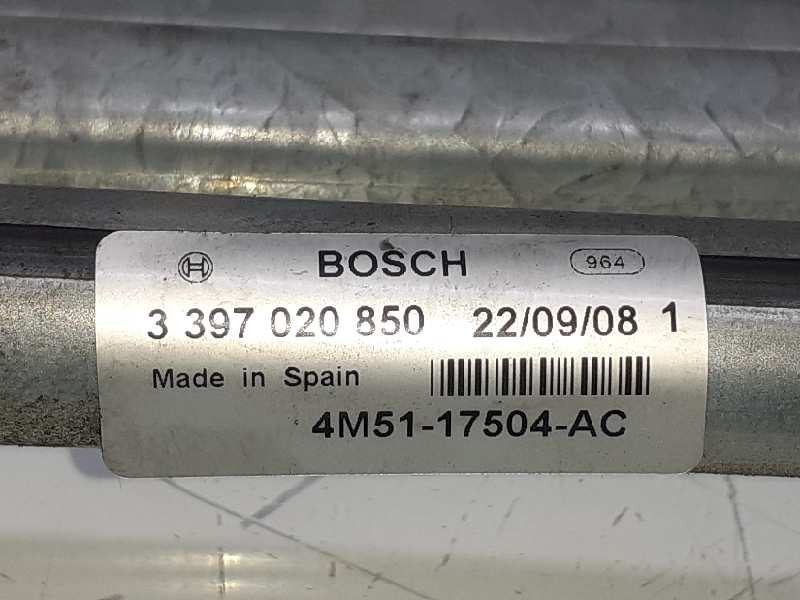 BOSCH 964
3 397 020 850 22/09/08 1
Made in Spain
4M51-17504-AC